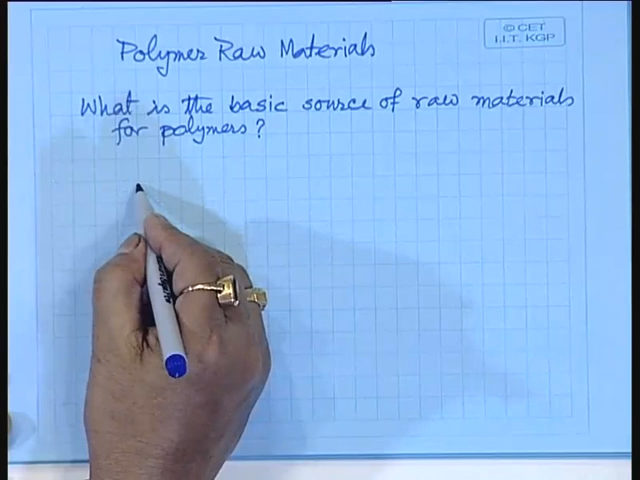 © CET
I.I.T. KGP
Polymer Raw Materials
What is the basic source of raw materials
for polymers?